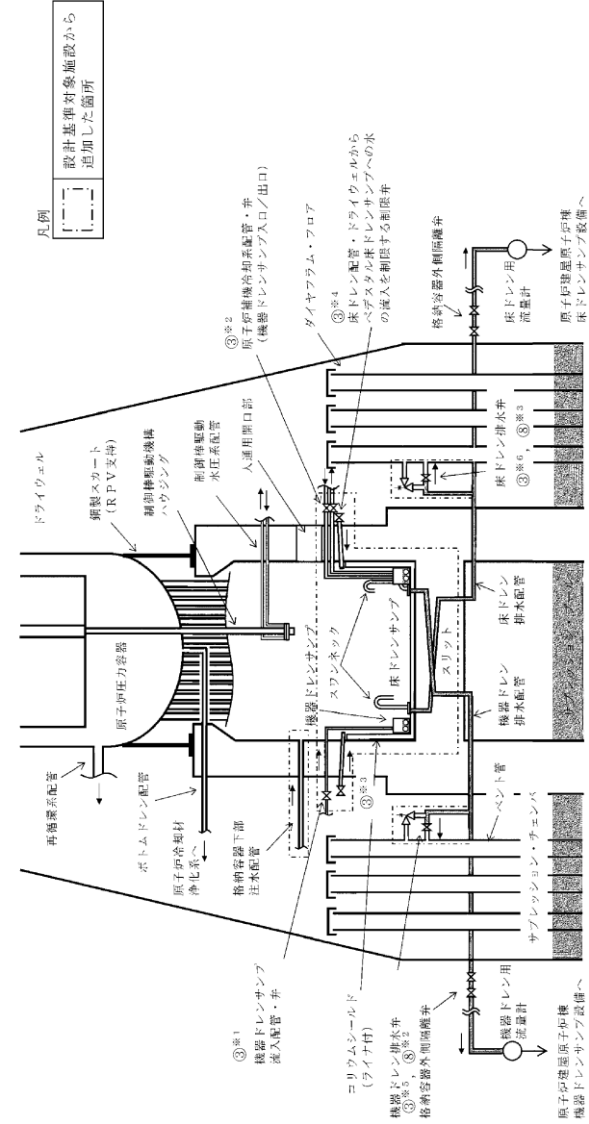 凡例
設計基準対象施設から
追加した箇所
ドライウェル
鋼製スカート
(RPV支持)
制御棒駆動機構
ハウジング
制御棒駆動
水圧系配管
人通用開口部
③※2
原子炉補機冷却系配管・弁
(機器ドレンサンプ入口/出口)
ダイヤフラム・フロア
③※4
床ドレン配管・ドライウェルから
ペデスタル床ドレンサンプへの水
の流入を制限する制限弁
格納容器外側隔離弁
床ドレン用
流量計
原子炉建屋原子炉棟
床ドレンサンプ設備へ
原子炉圧力容器
機器ドレンサンプ
スワンネック
床ドレンサンプ
スリット
床ドレン
排水配管
機器ドレン
排水配管
床ドレン排水弁
③※6, ⑧※3
サプレッション・プール
再循環系配管
ボトムドレン配管
原子炉冷却材
浄化系へ
格納容器下部
注水配管
③※3
③※1
機器ドレンサンプ
流入配管・弁
コリウムシールド
(ライナ付)
機器ドレン排水弁
③※5, ⑧※2
格納容器外側隔離弁
ベント管
サプレッション・チェンバ
機器ドレン用
流量計
原子炉建屋原子炉棟
機器ドレンサンプ設備へ